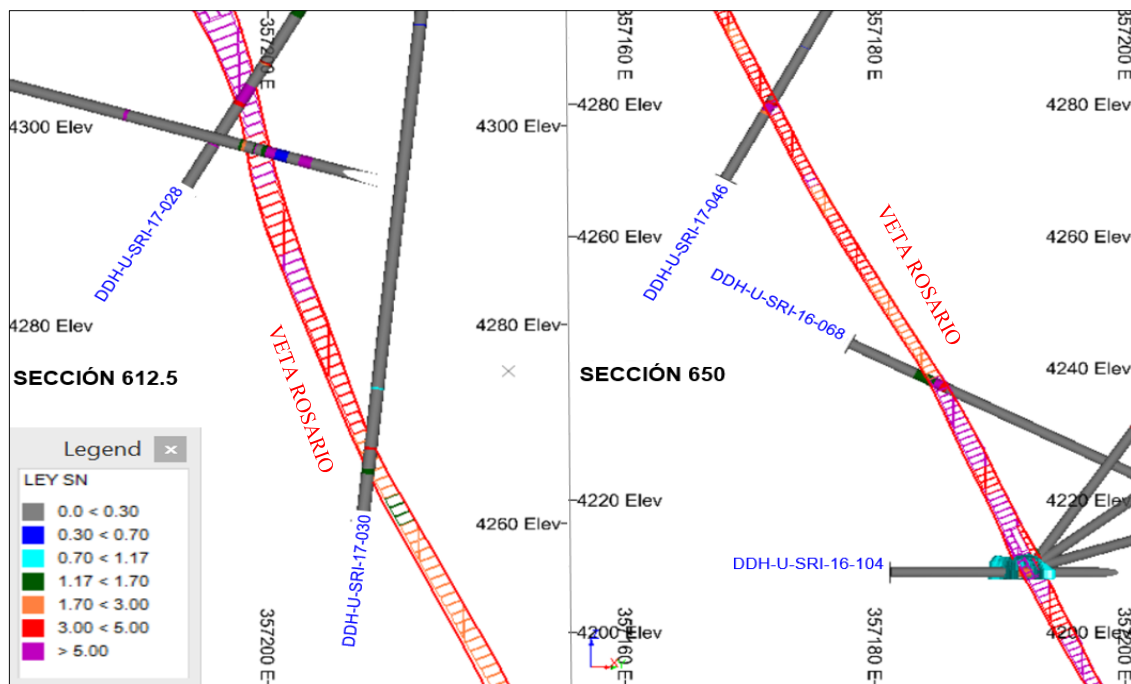 357200 E
4300 Elev
4300 Elev
DDH-U-SRI-17-028
4280 Elev
4280 Elev
VETA ROSARIO
SECCIÓN 612.5
4260 Elev
DDH-U-SRI-17-030
357200 E
Legend
LEY SN
0.0 < 0.30
0.30 < 0.70
0.70 < 1.17
1.17 < 1.70
1.70 < 3.00
3.00 < 5.00
> 5.00
357160 E
357180 E
357200 E
4280 Elev
4280 Elev
DDH-U-SRI-17-046
4260 Elev
4260 Elev
VETA ROSARIO
DDH-U-SRI-16-068
4240 Elev
SECCIÓN 650
4220 Elev
4220 Elev
DDH-U-SRI-16-104
4200 Elev
4200 Elev
357160 E
357180 E
357200 E